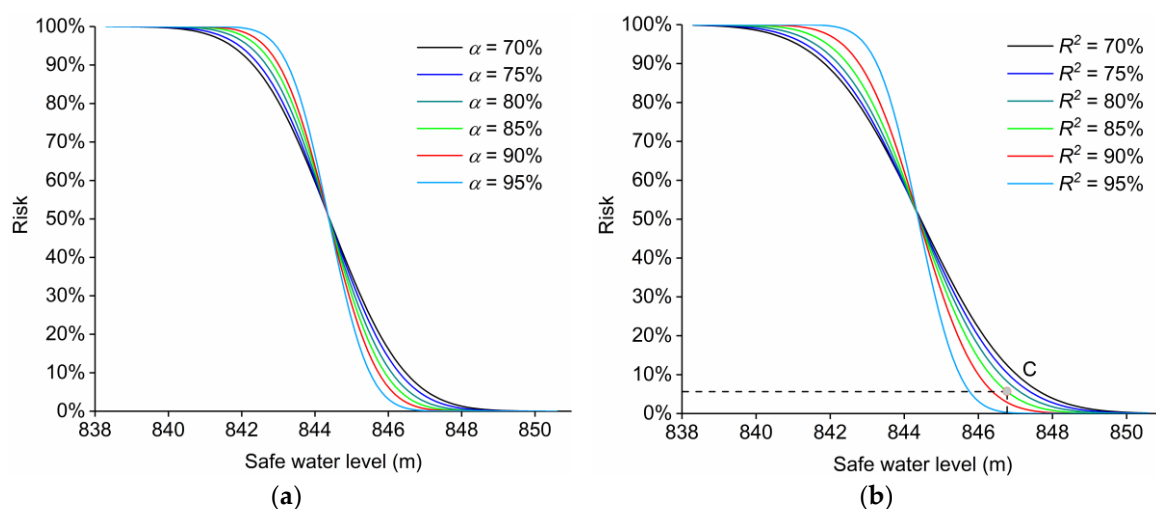 100%
90%
80%
70%
60%
50%
40%
30%
20%
10%
0%
Risk
α = 70%
α = 75%
α = 80%
α = 85%
α = 90%
α = 95%
838 840 842 844 846 848 850
Safe water level (m)
(a)
100%
90%
80%
70%
60%
50%
40%
30%
20%
10%
0%
Risk
R² = 70%
R² = 75%
R² = 80%
R² = 85%
R² = 90%
R² = 95%
C
838 840 842 844 846 848 850
Safe water level (m)
(b)